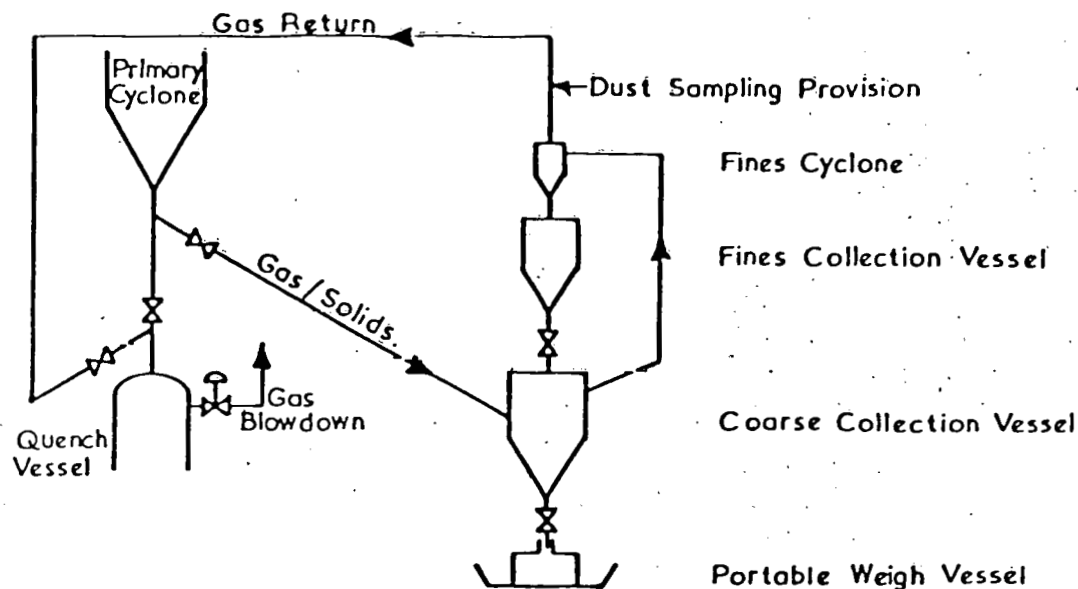 Gas Return
Primary
Cyclone
Dust Sampling Provision
Fines Cyclone
Gas/Solids.
Fines Collection Vessel
Gas
Blowdown
Quench
Vessel
Coarse Collection Vessel
Portable Weigh Vessel